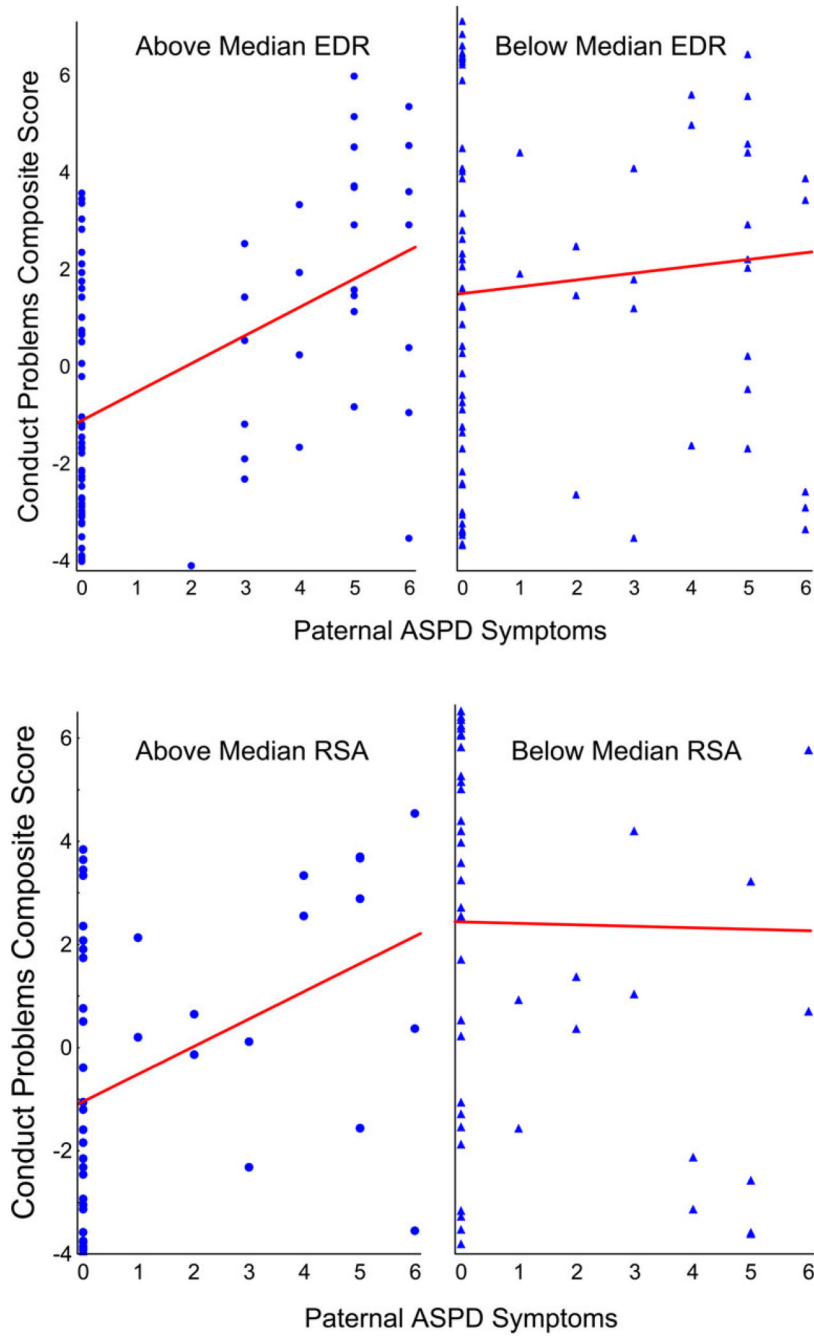 Above Median EDR
Below Median EDR
Conduct Problems Composite Score
6
4
2
0
-2
-4
0 1 2 3 4 5 6
0 1 2 3 4 5 6
Paternal ASPD Symptoms
Above Median RSA
Below Median RSA
Conduct Problems Composite Score
6
4
2
0
-2
-4
0 1 2 3 4 5 6
0 1 2 3 4 5 6
Paternal ASPD Symptoms